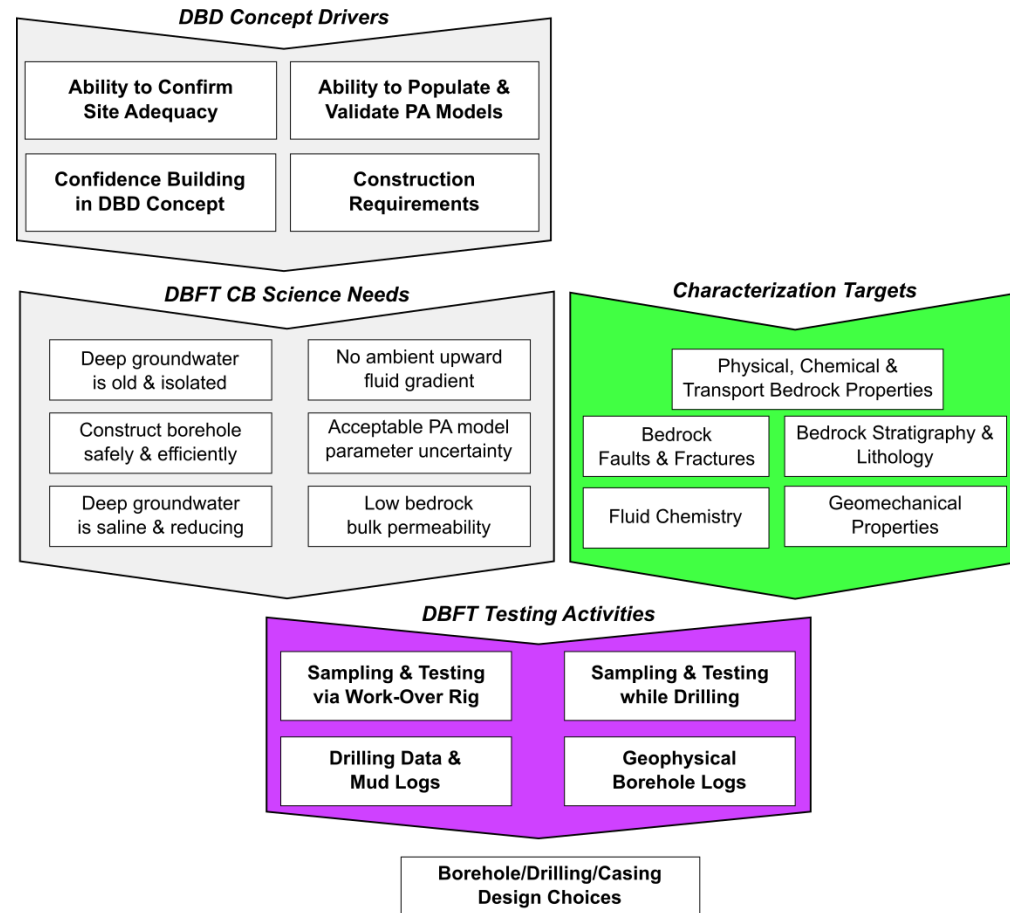 DBD Concept Drivers
Ability to Confirm
Site Adequacy
Ability to Populate &
Validate PA Models
Confidence Building
in DBD Concept
Construction
Requirements
DBFT CB Science Needs
Deep groundwater
is old & isolated
No ambient upward
fluid gradient
Construct borehole
safely & efficiently
Acceptable PA model
parameter uncertainty
Deep groundwater
is saline & reducing
Low bedrock
bulk permeability
Characterization Targets
Physical, Chemical &
Transport Bedrock Properties
Bedrock
Faults & Fractures
Bedrock Stratigraphy &
Lithology
Fluid Chemistry
Geomechanical
Properties
DBFT Testing Activities
Sampling & Testing
via Work-Over Rig
Sampling & Testing
while Drilling
Drilling Data &
Mud Logs
Geophysical
Borehole Logs
Borehole/Drilling/Casing
Design Choices